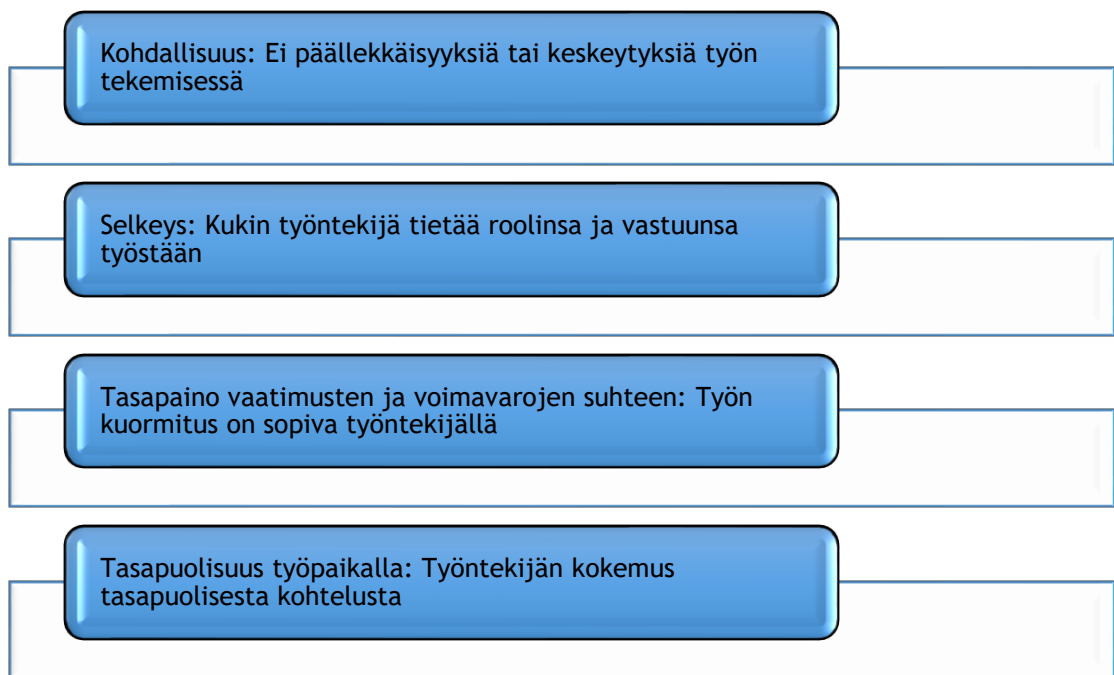 Kohdallisuus: Ei päällekkäisyyksiä tai keskeytyksiä työn
tekemisessä
Selkeys: Kukin työntekijä tietää roolinsa ja vastuunsa
työstään
Tasapaino vaatimusten ja voimavarojen suhteen: Työn
kuormitus on sopiva työntekijällä
Tasapuolisuus työpaikalla: Työntekijän kokemus
tasapuolisesta kohtelusta